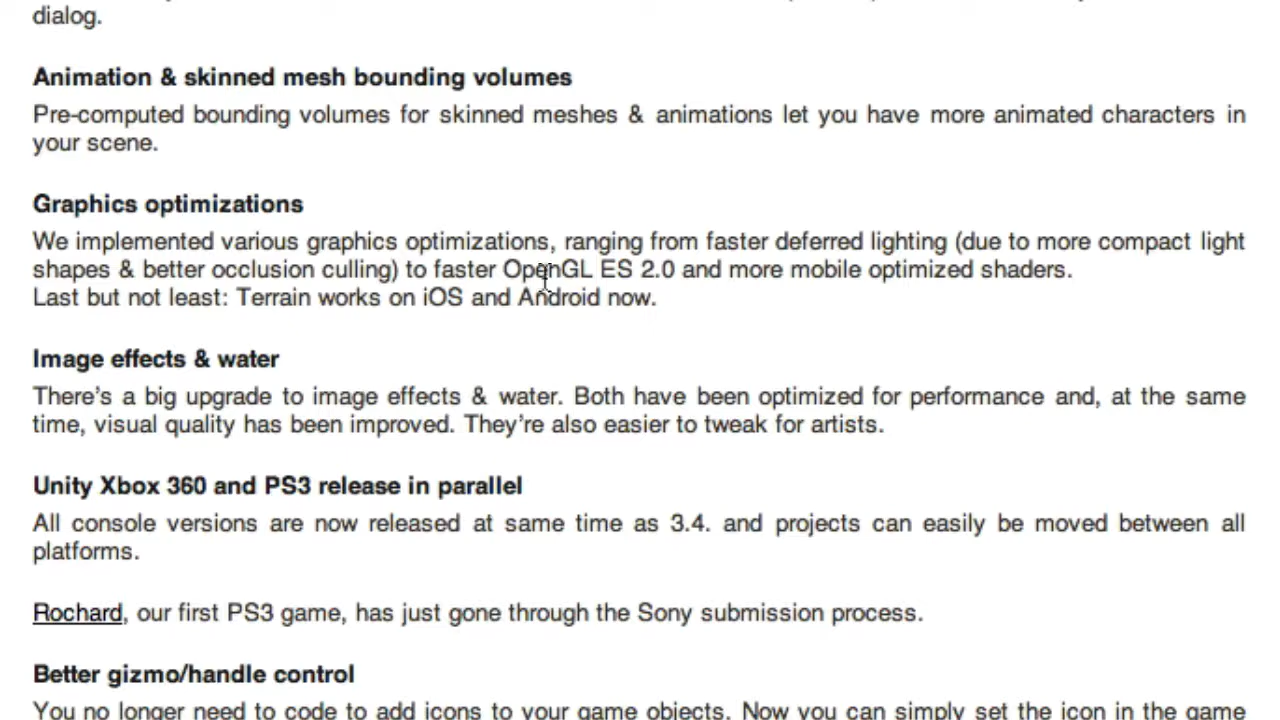 dialog.
Animation & skinned mesh bounding volumes
Pre-computed bounding volumes for skinned meshes & animations let you have more animated characters in
your scene.
Graphics optimizations
We implemented various graphics optimizations, ranging from faster deferred lighting (due to more compact light
shapes & better occlusion culling) to faster OpenGL ES 2.0 and more mobile optimized shaders.
Last but not least: Terrain works on iOS and Android now.
Image effects & water
There’s a big upgrade to image effects & water. Both have been optimized for performance and, at the same
time, visual quality has been improved. They’re also easier to tweak for artists.
Unity Xbox 360 and PS3 release in parallel
All console versions are now released at same time as 3.4. and projects can easily be moved between all
platforms.
Rochard, our first PS3 game, has just gone through the Sony submission process.
Better gizmo/handle control
You no longer need to code to add icons to your game objects. Now you can simply set the icon in the game